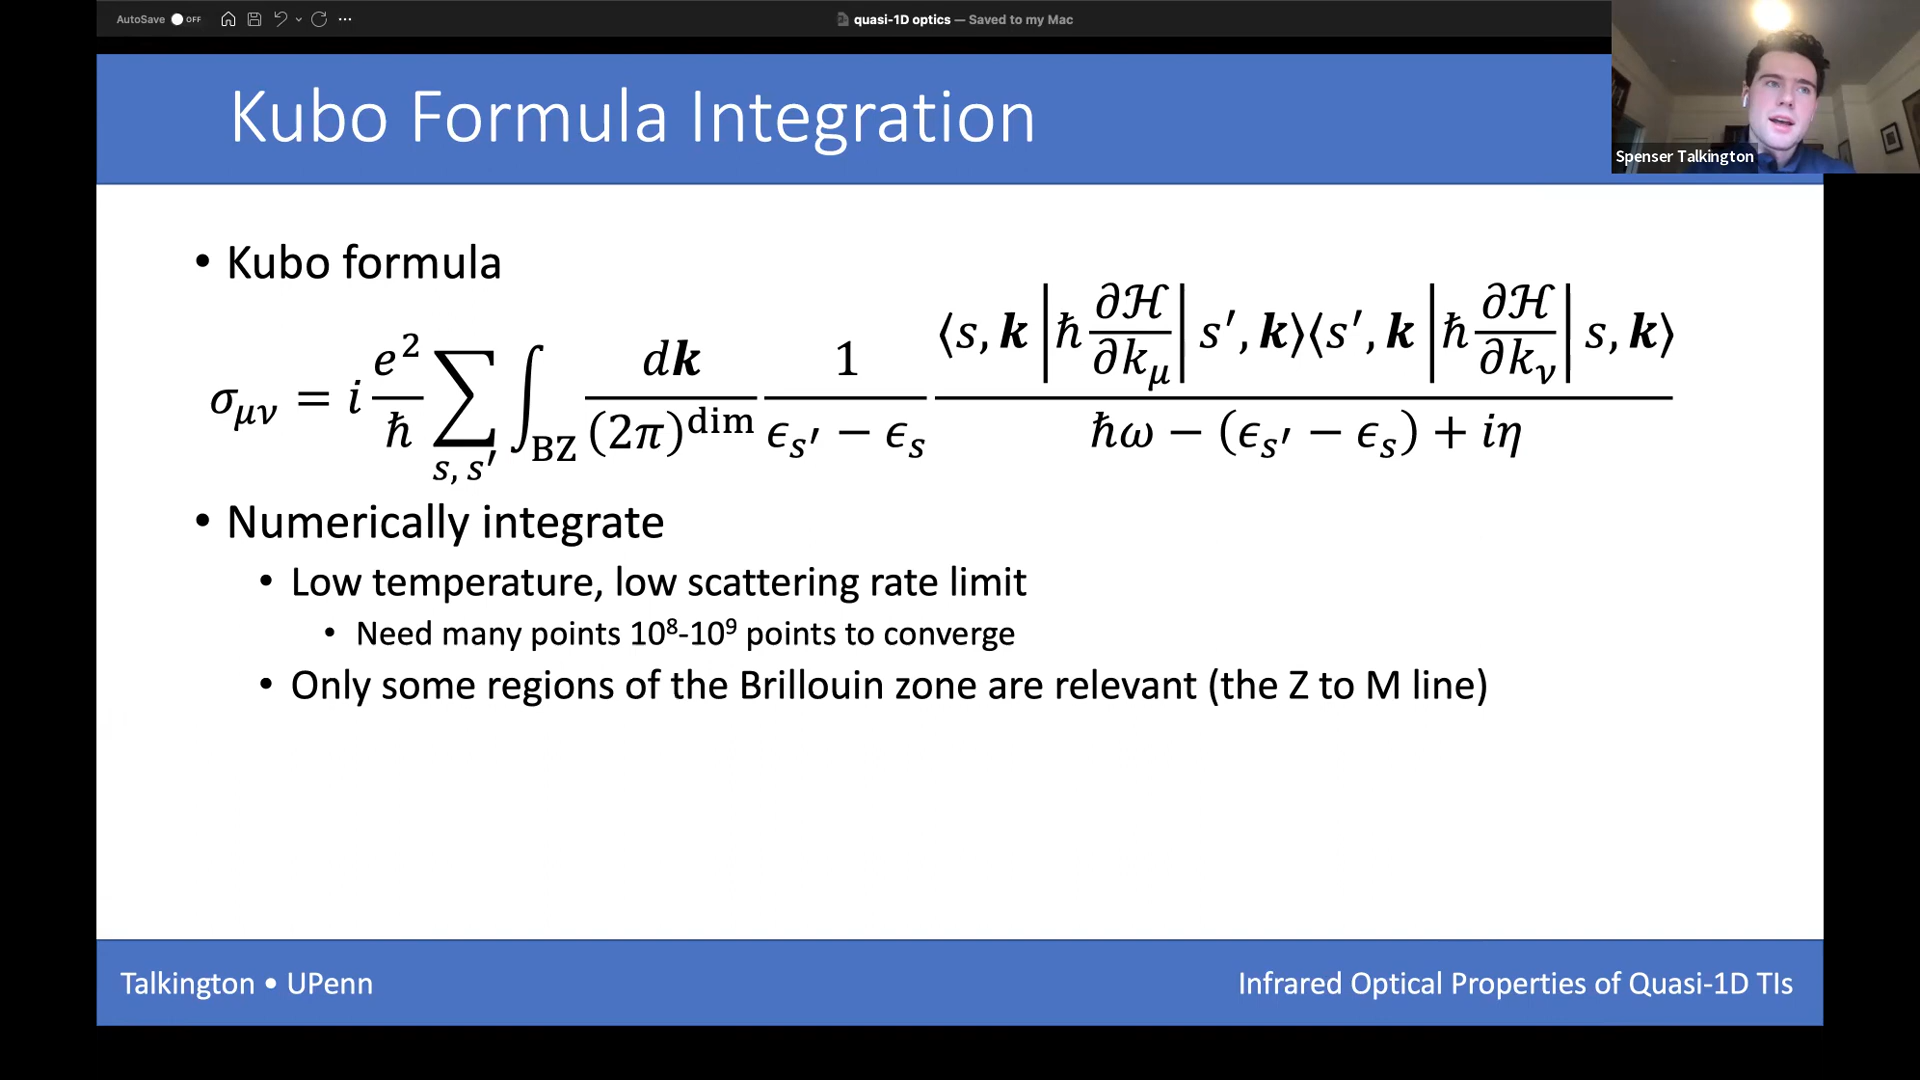 AutoSave OFF
quasi-1D optics — Saved to my Mac
Kubo Formula Integration
Spenser Talkington
• Kubo formula
σ_μν = i e²/ħ ∑_{s, s′} ∫_BZ d𝒌/(2π)^dim 1/(ϵ_s′ − ϵ_s) ⟨s, 𝒌|ħ ∂ℋ/∂k_μ|s′, 𝒌⟩⟨s′, 𝒌|ħ ∂ℋ/∂k_ν|s, 𝒌⟩/(ħω − (ϵ_s′ − ϵ_s) + iη)
• Numerically integrate
• Low temperature, low scattering rate limit
• Need many points 10⁸-10⁹ points to converge
• Only some regions of the Brillouin zone are relevant (the Z to M line)
Talkington • UPenn
Infrared Optical Properties of Quasi-1D TIs